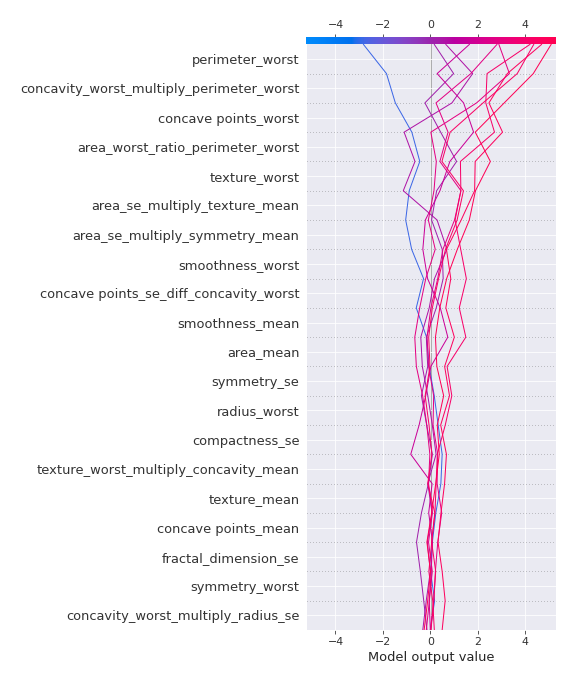 −4 −2 0 2 4
perimeter_worst
concavity_worst_multiply_perimeter_worst
concave points_worst
area_worst_ratio_perimeter_worst
texture_worst
area_se_multiply_texture_mean
area_se_multiply_symmetry_mean
smoothness_worst
concave points_se_diff_concavity_worst
smoothness_mean
area_mean
symmetry_se
radius_worst
compactness_se
texture_worst_multiply_concavity_mean
texture_mean
concave points_mean
fractal_dimension_se
symmetry_worst
concavity_worst_multiply_radius_se
−4 −2 0 2 4
Model output value